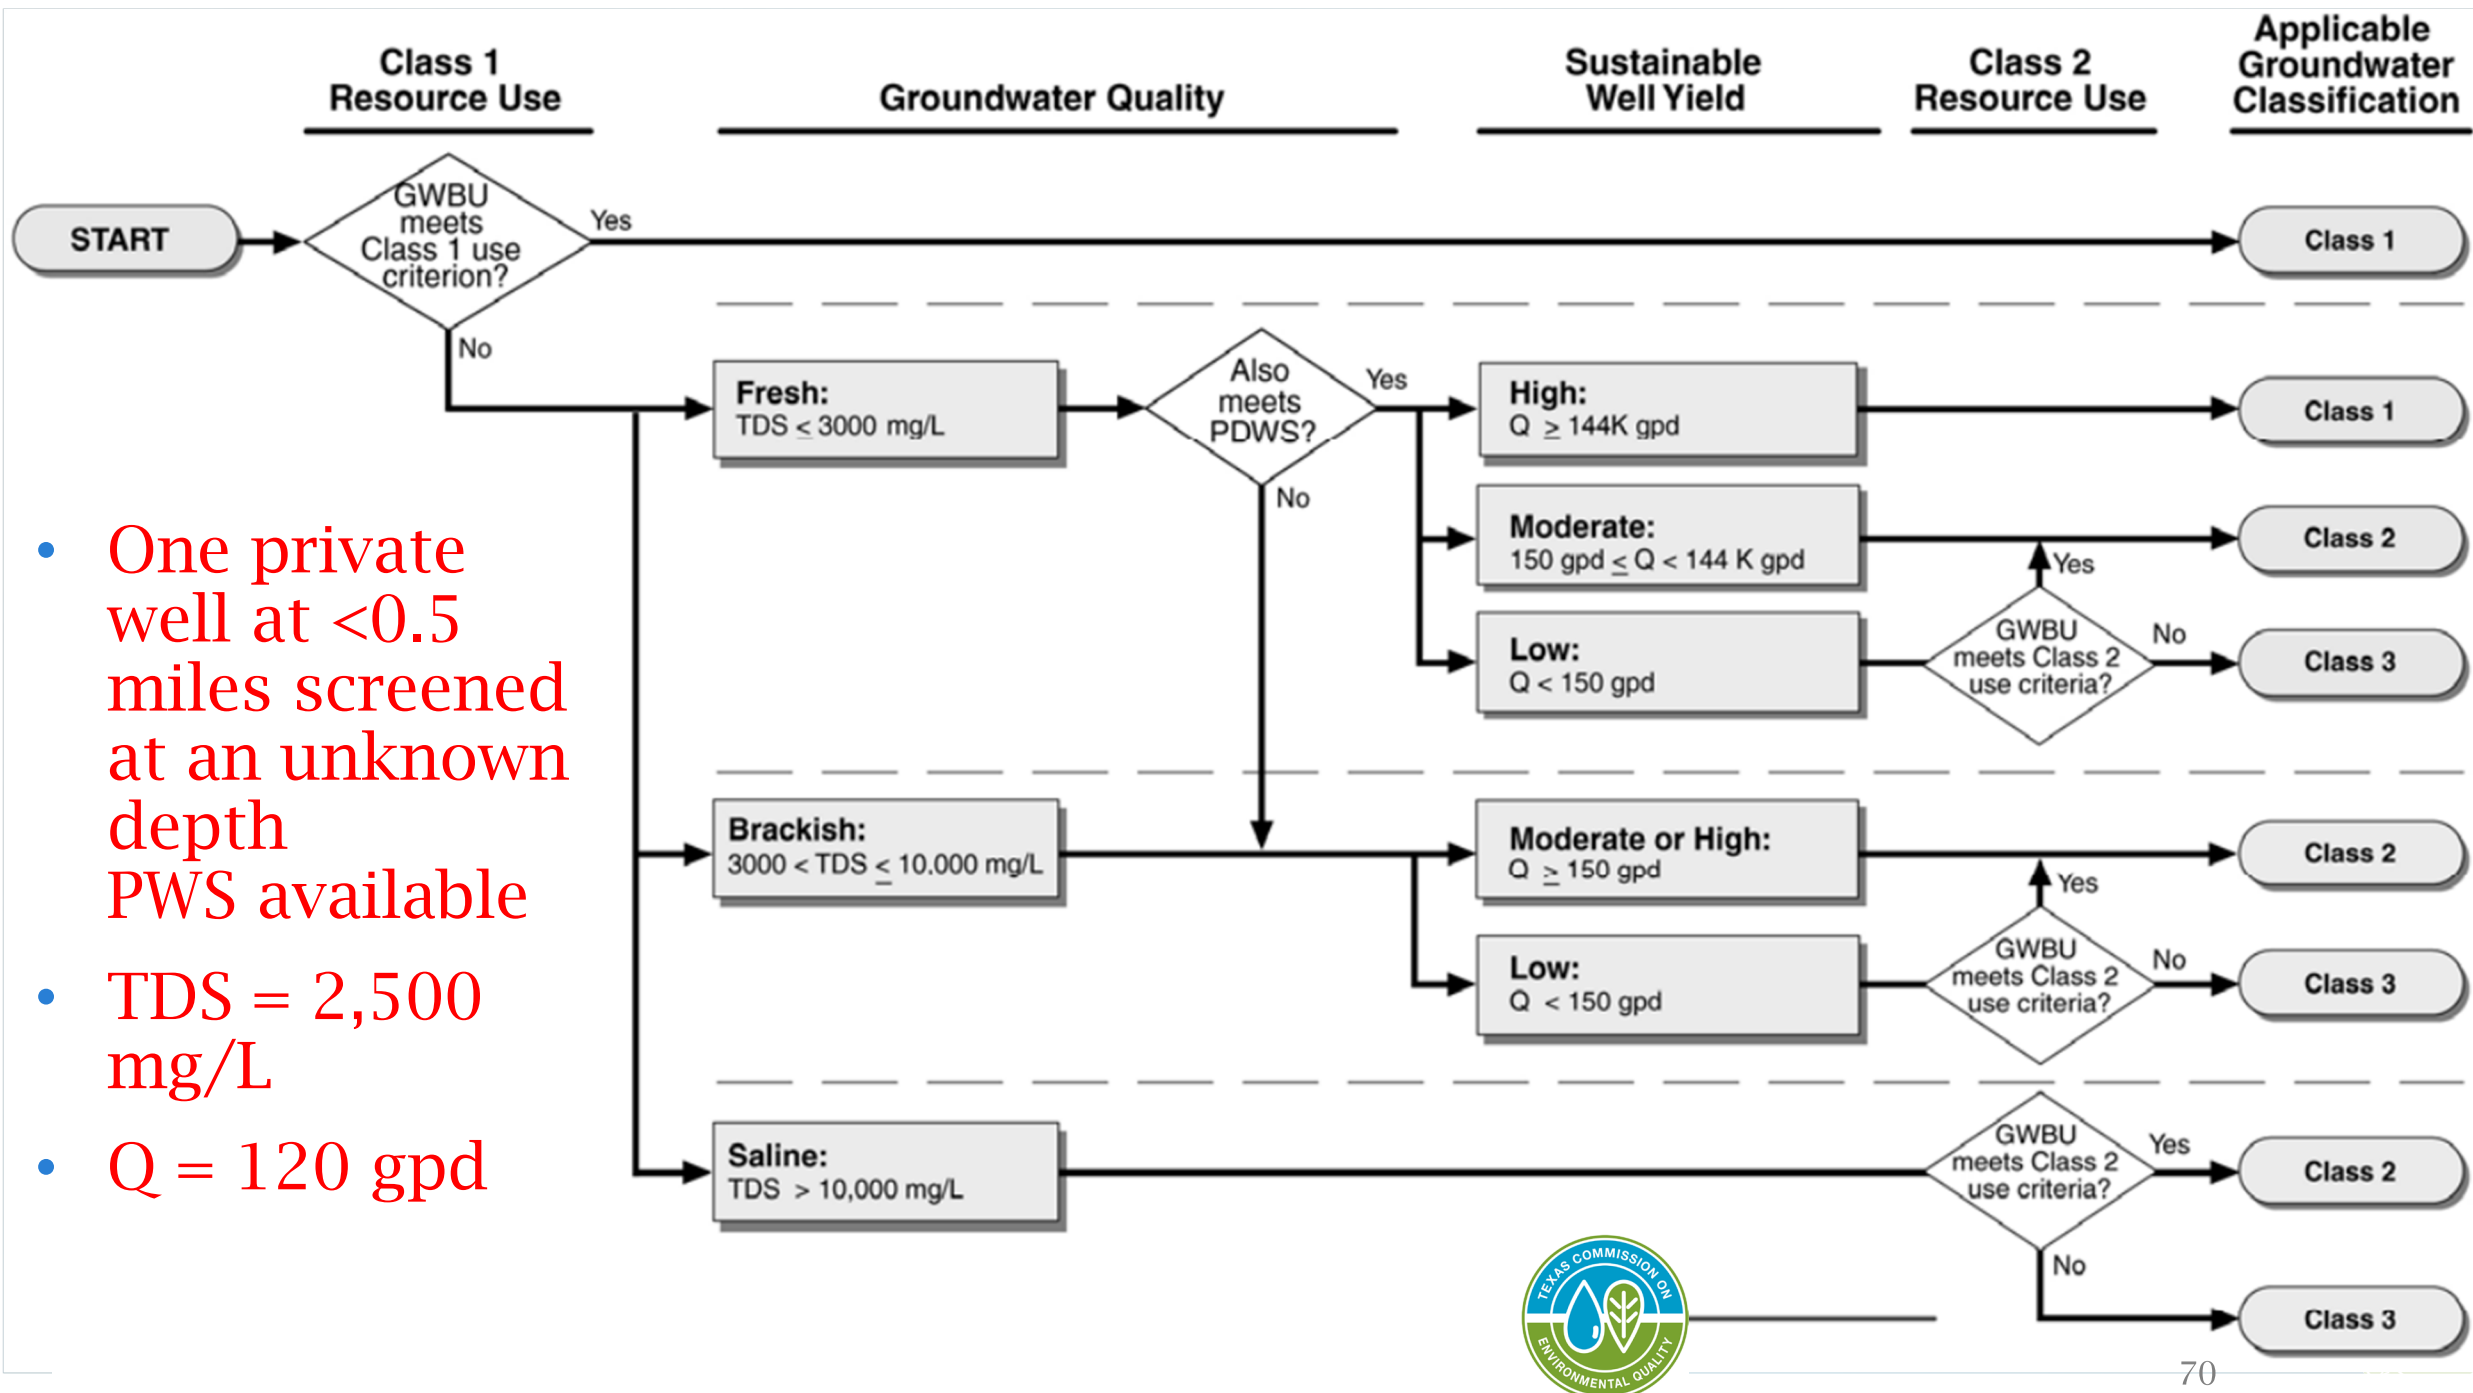 Class 1
Resource Use
Groundwater Quality
Sustainable
Well Yield
Class 2
Resource Use
Applicable
Groundwater
Classification
START
GWBU
meets
Class 1 use
criterion?
Yes
Class 1
No
Fresh:
TDS ≤ 3000 mg/L
Also
meets
PDWS?
Yes
No
High:
Q ≥ 144K gpd
Class 1
Moderate:
150 gpd ≤ Q < 144 K gpd
Class 2
Yes
Low:
Q < 150 gpd
GWBU
meets Class 2
use criteria?
No
Class 3
• One private
well at <0.5
miles screened
at an unknown
depth
PWS available
• TDS = 2,500
mg/L
• Q = 120 gpd
Brackish:
3000 < TDS ≤ 10.000 mg/L
Moderate or High:
Q ≥ 150 gpd
Class 2
Yes
Low:
Q < 150 gpd
GWBU
meets Class 2
use criteria?
No
Class 3
Saline:
TDS > 10,000 mg/L
GWBU
meets Class 2
use criteria?
Yes
Class 2
No
Class 3
TEXAS COMMISSION ON
ENVIRONMENTAL QUALITY
70